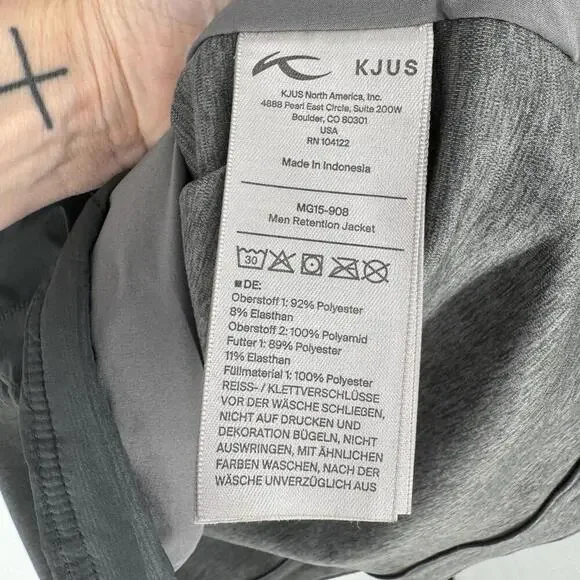 KJUS
KJUS North America, Inc.
4888 Pearl East Circle, Suite 200W
Boulder, CO 80301
USA
RN 104122
Made in Indonesia
MG15-908
Men Retention Jacket
30
■DE:
Oberstoff 1: 92% Polyester
8% Elasthan
Oberstoff 2: 100% Polyamid
Futter 1: 89% Polyester
11% Elasthan
Füllmaterial 1: 100% Polyester
REISS- / KLETTVERSCHLÜSSE
VOR DER WÄSCHE SCHLIEGEN,
NICHT AUF DRUCKEN UND
DEKORATION BÜGELN, NICHT
AUSWRINGEN, MIT ÄHNLICHEN
FARBEN WASCHEN, NACH DER
WÄSCHE UNVERZÜGLICH AUS